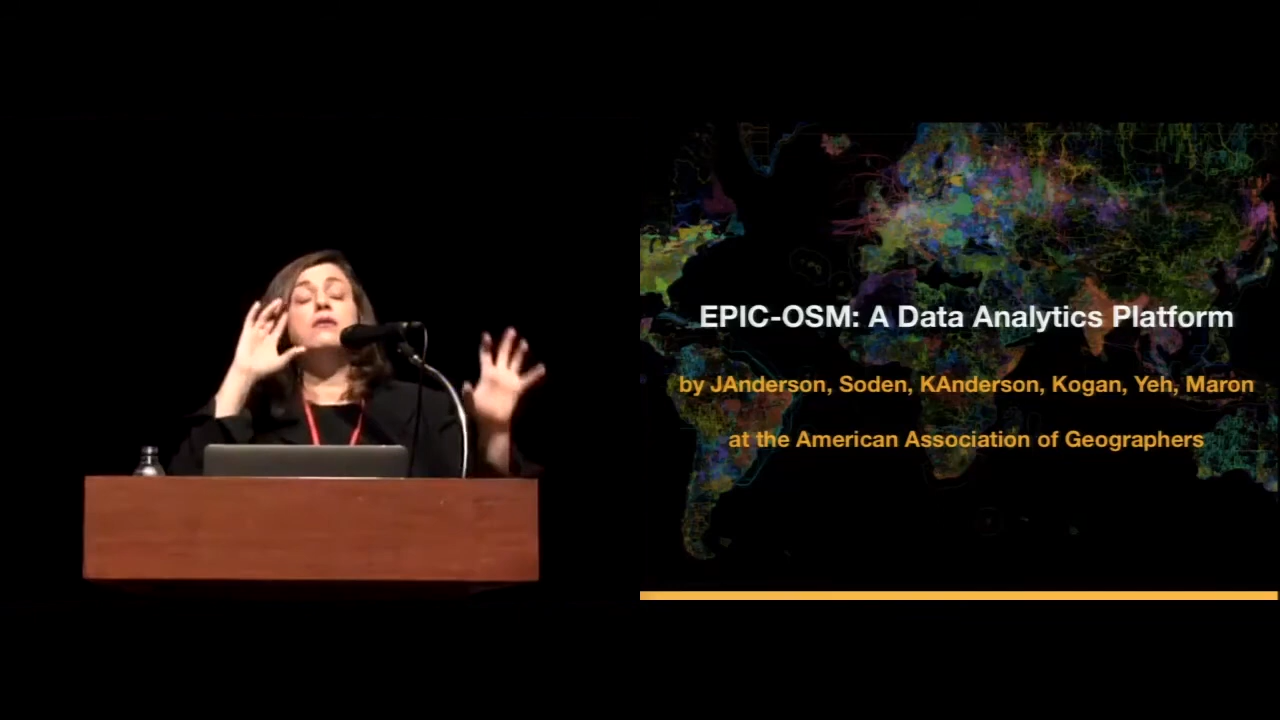 EPIC-OSM: A Data Analytics Platform
by JAnderson, Soden, KAnderson, Kogan, Yeh, Maron
at the American Association of Geographers